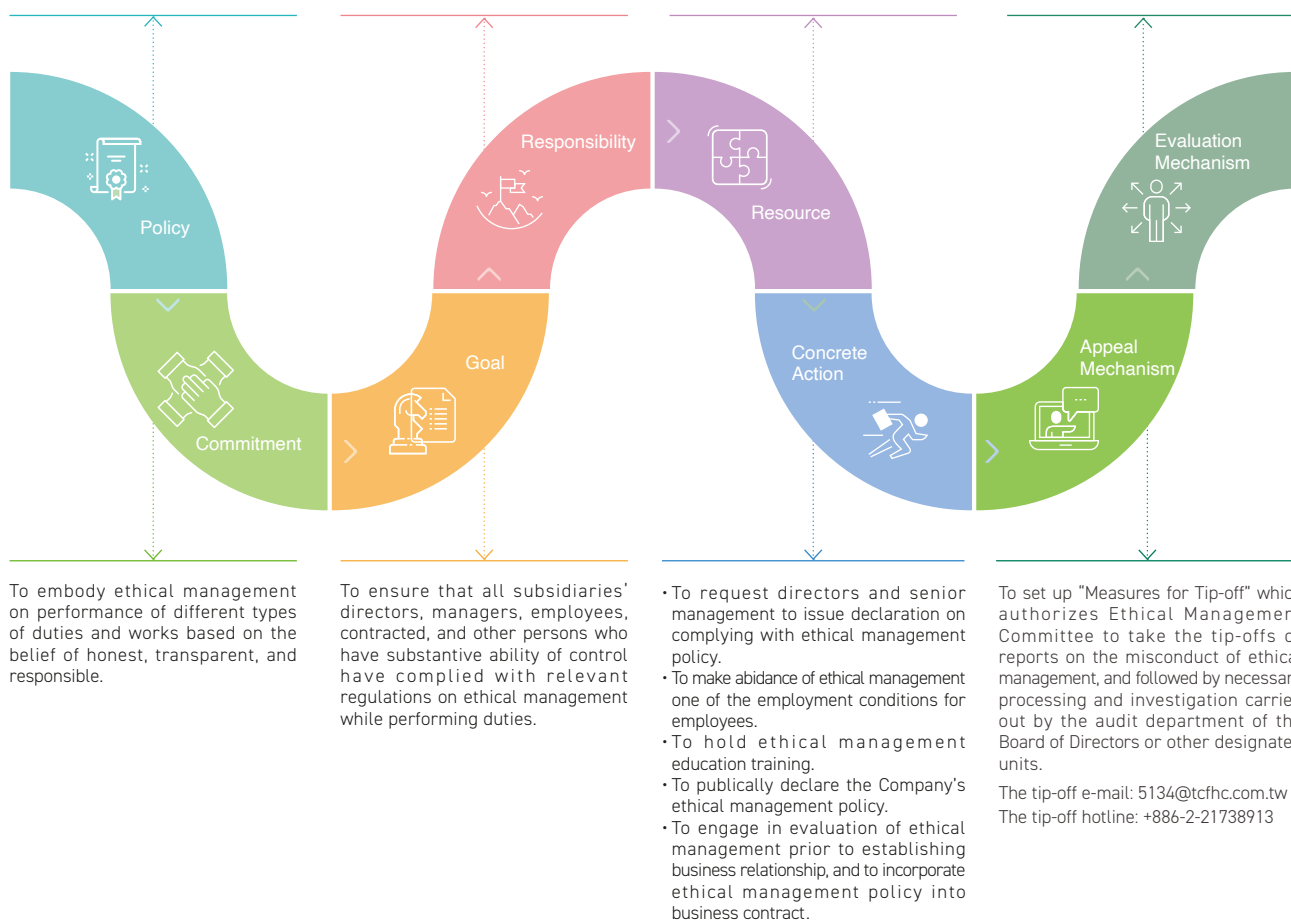 Policy
Commitment
Goal
Responsibility
Resource
Concrete
Action
Appeal
Mechanism
Evaluation
Mechanism
To embody ethical management
on performance of different types
of duties and works based on the
belief of honest, transparent, and
responsible.
To ensure that all subsidiaries'
directors, managers, employees,
contracted, and other persons who
have substantive ability of control
have complied with relevant
regulations on ethical management
while performing duties.
• To request directors and senior
management to issue declaration on
complying with ethical management
policy.
• To make abidance of ethical management
one of the employment conditions for
employees.
• To hold ethical management
education training.
• To publically declare the Company's
ethical management policy.
• To engage in evaluation of ethical
management prior to establishing
business relationship, and to incorporate
ethical management policy into
business contract.
To set up "Measures for Tip-off" whic
authorizes Ethical Managemen
Committee to take the tip-offs o
reports on the misconduct of ethica
management, and followed by necessar
processing and investigation carrie
out by the audit department of th
Board of Directors or other designate
units.
The tip-off e-mail: 5134@tcfhc.com.tw
The tip-off hotline: +886-2-21738913